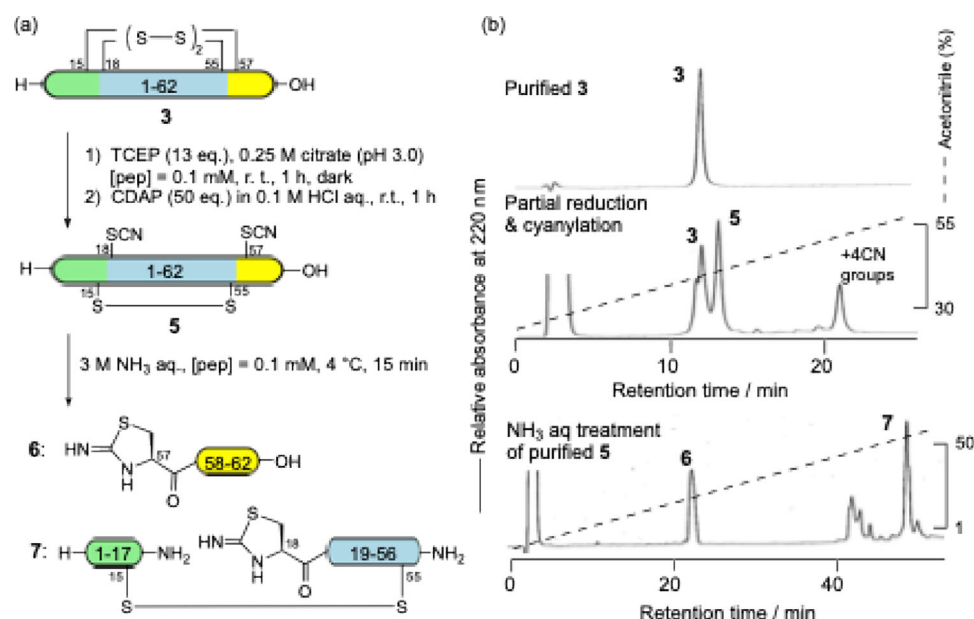 (a)
( S—S )2
15 18 55 57
H 1-62 OH
3
1) TCEP (13 eq.), 0.25 M citrate (pH 3.0)
[pep] = 0.1 mM, r. t., 1 h, dark
2) CDAP (50 eq.) in 0.1 M HCl aq., r.t., 1 h
SCN SCN
18 57
H 1-62 OH
15 55
S S
5
3 M NH3 aq., [pep] = 0.1 mM, 4 °C, 15 min
6:
S
HN
N
H
57
O
58-62
OH
7:
H 1-17 NH2
15
S
S
HN
N
H
18
O
19-56
NH2
55
S
(b)
Purified 3
3
Partial reduction
& cyanylation
3
5
+4CN
groups
55
30
0 10 20
Retention time / min
NH3 aq treatment
of purified 5
6
7
50
1
0 20 40
Retention time / min
Relative absorbance at 220 nm
Acetonitrile (%)